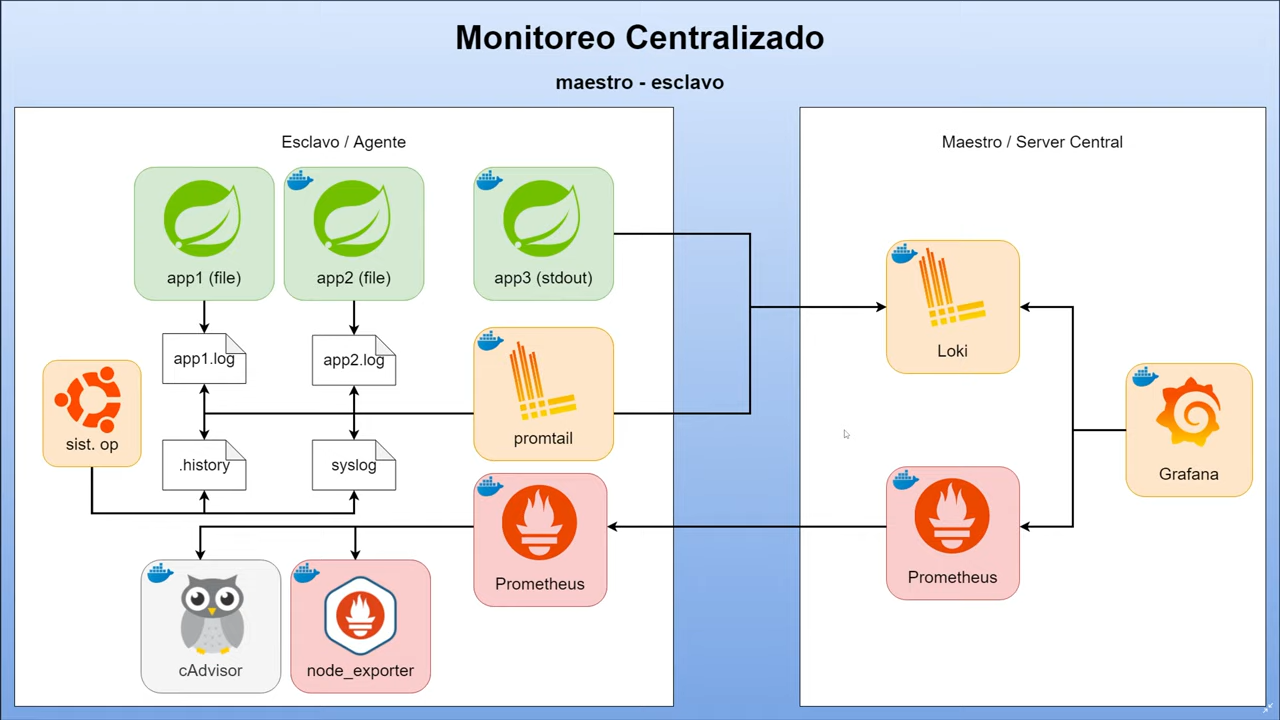 Monitoreo Centralizado
maestro - esclavo
Esclavo / Agente
app1 (file)
app2 (file)
app3 (stdout)
app1.log
app2.log
sist. op
.history
syslog
promtail
Prometheus
cAdvisor
node_exporter
Maestro / Server Central
Loki
Grafana
Prometheus